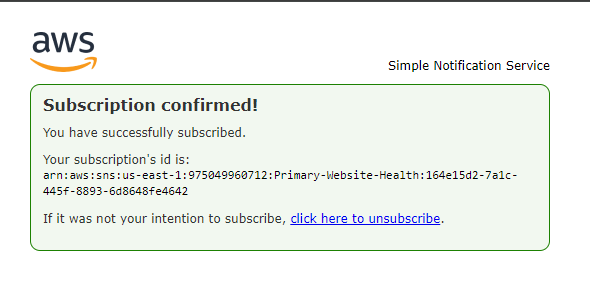 aws
Simple Notification Service
Subscription confirmed!
You have successfully subscribed.
Your subscription's id is:
arn:aws:sns:us-east-1:975049960712:Primary-Website-Health:164e15d2-7a1c-
445f-8893-6d8648fe4642
If it was not your intention to subscribe, click here to unsubscribe.